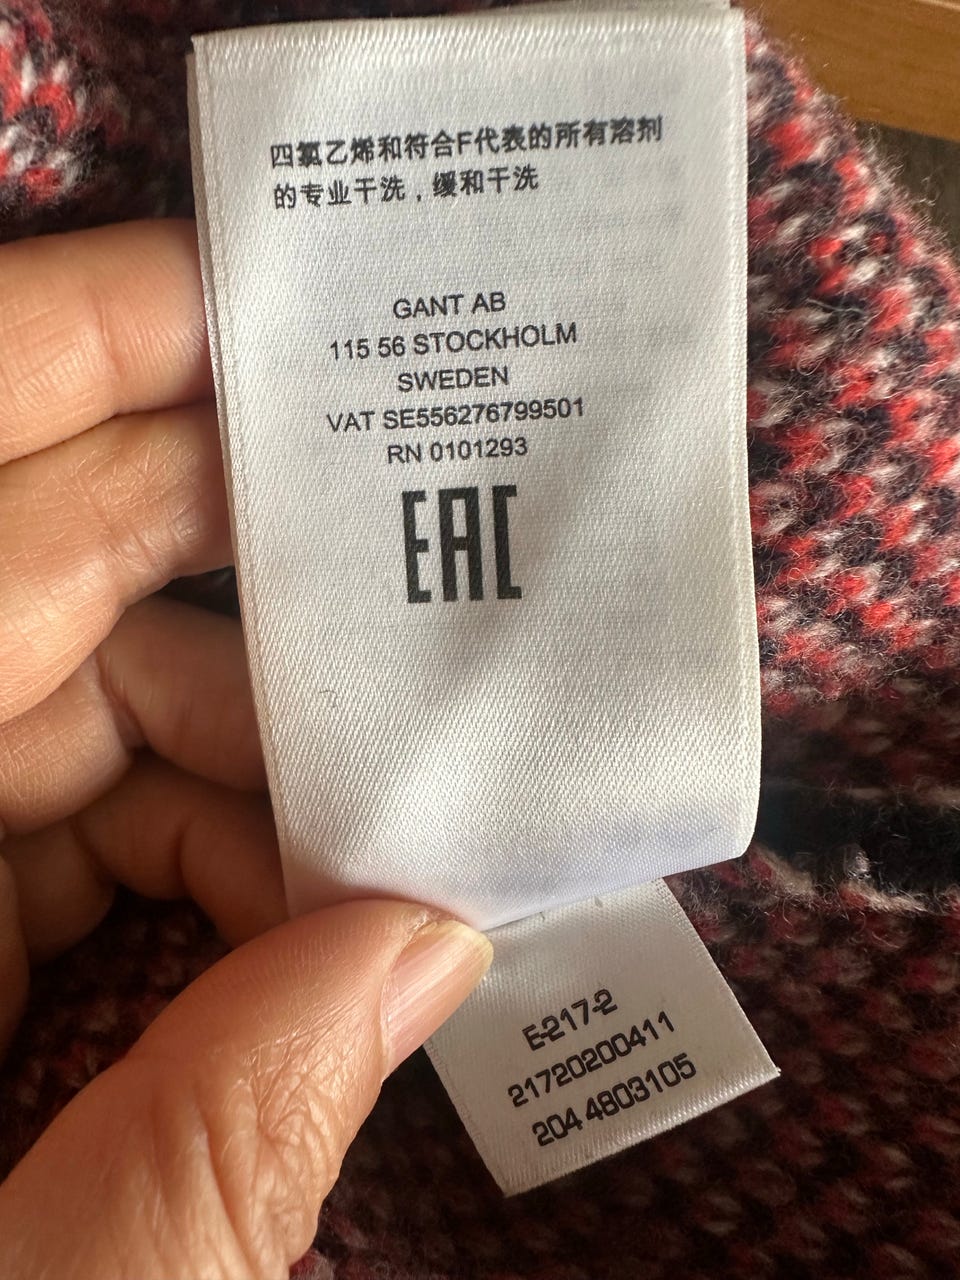 四氯乙烯和符合F代表的所有溶剂
的专业干洗，缓和干洗
GANT AB
115 56 STOCKHOLM
SWEDEN
VAT SE556276799501
RN 0101293
EAC
E-217-2
21720200411
204 4803105